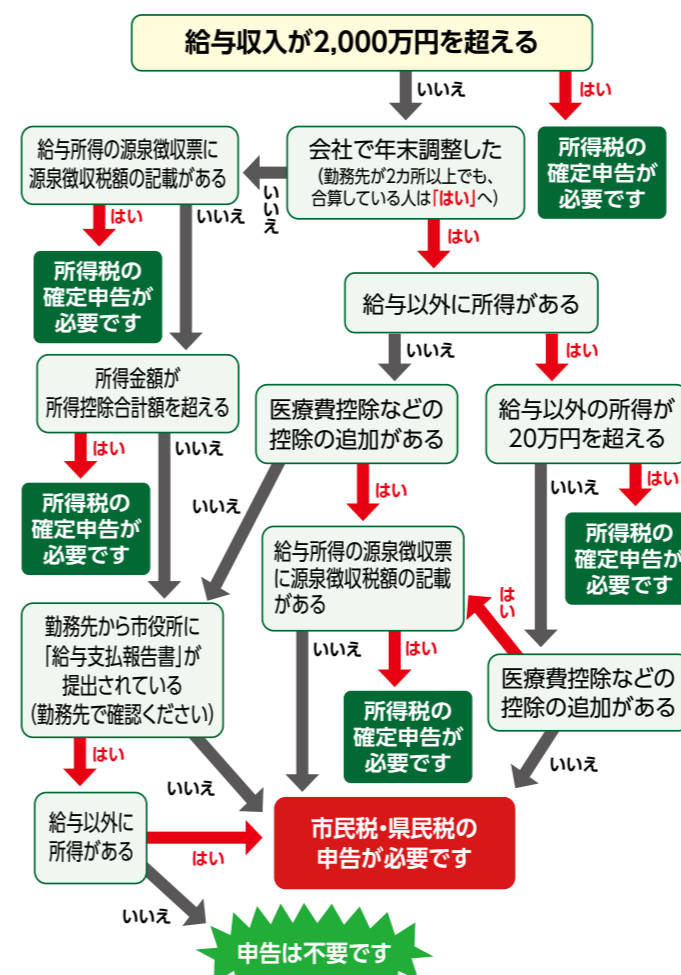 給与収入が2,000万円を超える
いいえ
はい
給与所得の源泉徴収票に
源泉徴収税額の記載がある
会社で年末調整した
(勤務先が2カ所以上でも、
合算している人は「はい」へ)
所得税の
確定申告が
必要です
いいえ
はい
いいえ
はい
所得税の
確定申告が
必要です
給与以外に所得がある
いいえ
はい
所得金額が
所得控除合計額を超える
医療費控除などの
控除の追加がある
給与以外の所得が
20万円を超える
はい
いいえ
いいえ
はい
いいえ
はい
所得税の
確定申告が
必要です
給与所得の源泉徴収票
に源泉徴収税額の記載
がある
所得税の
確定申告が
必要です
はい
勤務先から市役所に
「給与支払報告書」が
提出されている
(勤務先で確認ください)
いいえ
はい
医療費控除などの
控除の追加がある
所得税の
確定申告が
必要です
はい
いいえ
いいえ
給与以外に
所得がある
はい
市民税・県民税の
申告が必要です
いいえ
申告は不要です